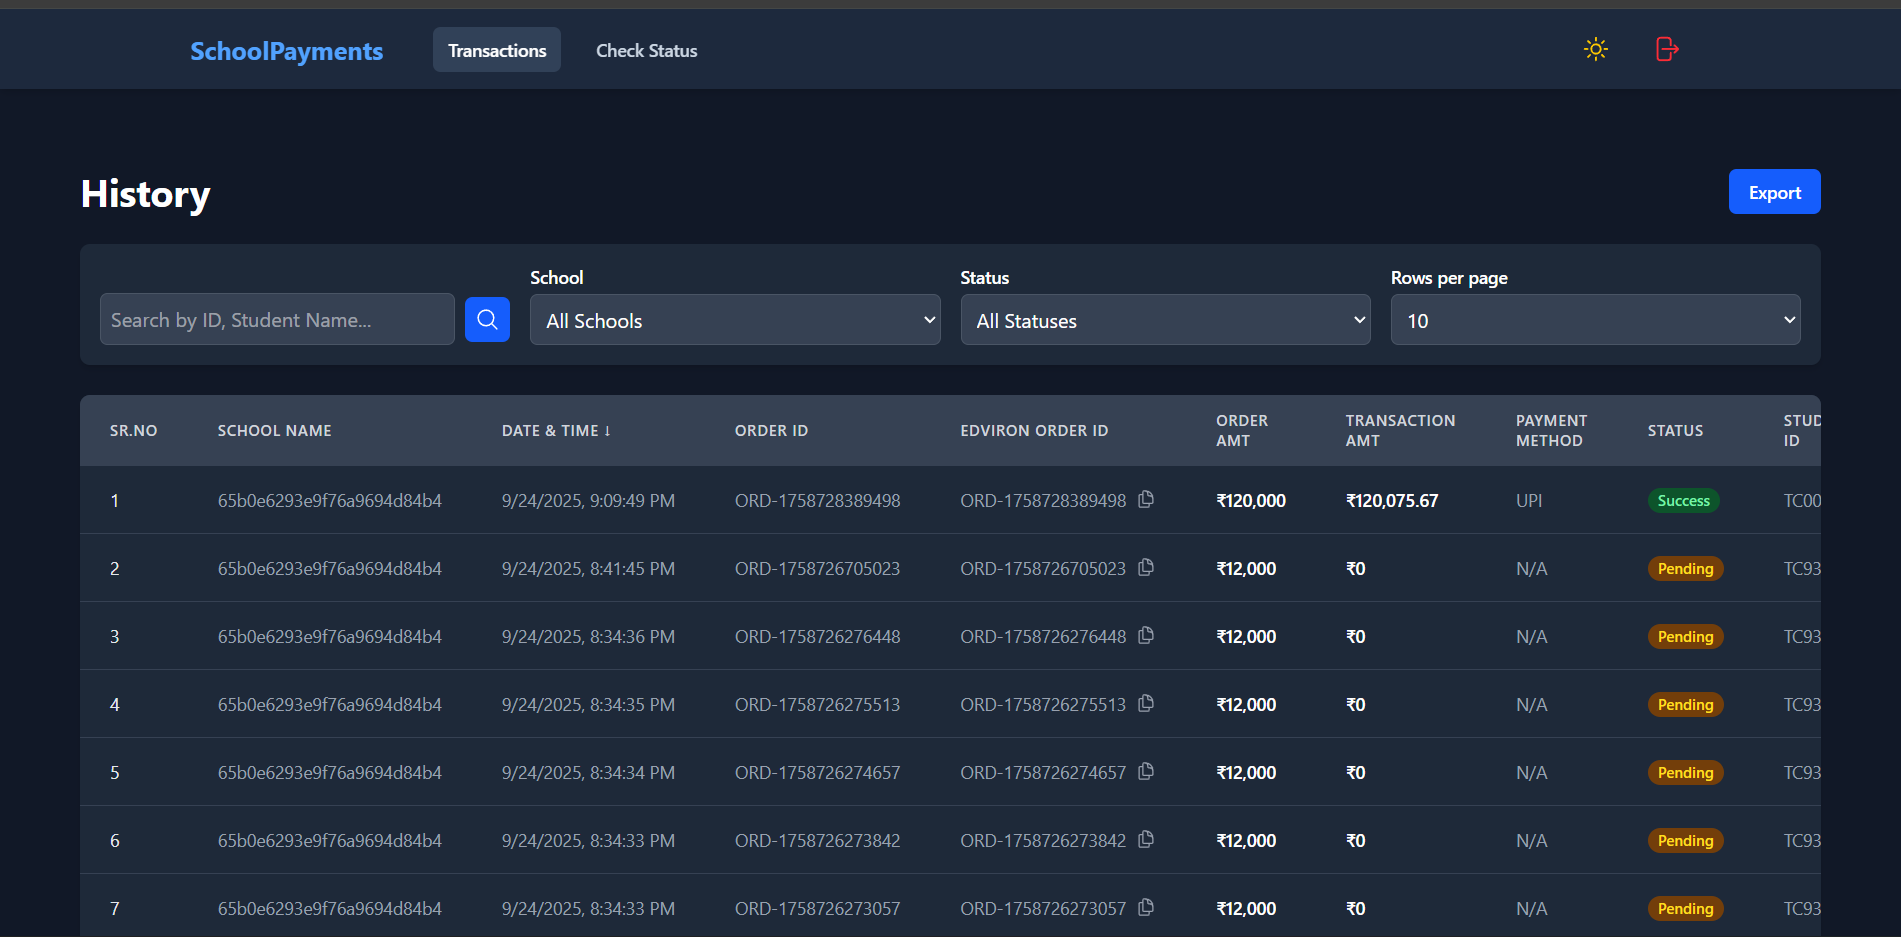 SchoolPayments Transactions Check Status
History
Export
School Status Rows per page
Search by ID, Student Name... All Schools All Statuses 10
SR.NO SCHOOL NAME DATE & TIME ↓ ORDER ID EDVIRON ORDER ID ORDER AMT TRANSACTION AMT PAYMENT METHOD STATUS STUD ID
1 65b0e6293e9f76a9694d84b4 9/24/2025, 9:09:49 PM ORD-1758728389498 ORD-1758728389498 ₹120,000 ₹120,075.67 UPI Success TC00
2 65b0e6293e9f76a9694d84b4 9/24/2025, 8:41:45 PM ORD-1758726705023 ORD-1758726705023 ₹12,000 ₹0 N/A Pending TC93
3 65b0e6293e9f76a9694d84b4 9/24/2025, 8:34:36 PM ORD-1758726276448 ORD-1758726276448 ₹12,000 ₹0 N/A Pending TC93
4 65b0e6293e9f76a9694d84b4 9/24/2025, 8:34:35 PM ORD-1758726275513 ORD-1758726275513 ₹12,000 ₹0 N/A Pending TC93
5 65b0e6293e9f76a9694d84b4 9/24/2025, 8:34:34 PM ORD-1758726274657 ORD-1758726274657 ₹12,000 ₹0 N/A Pending TC93
6 65b0e6293e9f76a9694d84b4 9/24/2025, 8:34:33 PM ORD-1758726273842 ORD-1758726273842 ₹12,000 ₹0 N/A Pending TC93
7 65b0e6293e9f76a9694d84b4 9/24/2025, 8:34:33 PM ORD-1758726273057 ORD-1758726273057 ₹12,000 ₹0 N/A Pending TC93